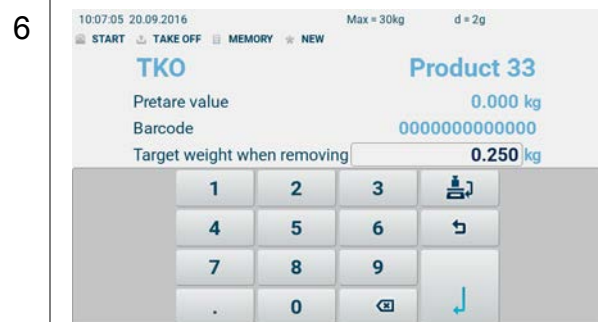 6
10:07:05 20.09.2016 Max = 30kg d = 2g
START TAKE OFF MEMORY NEW
TKO Product 33
Pretare value 0.000 kg
Barcode 0000000000000
Target weight when removing 0.250 kg
1 2 3
4 5 6
7 8 9
. 0